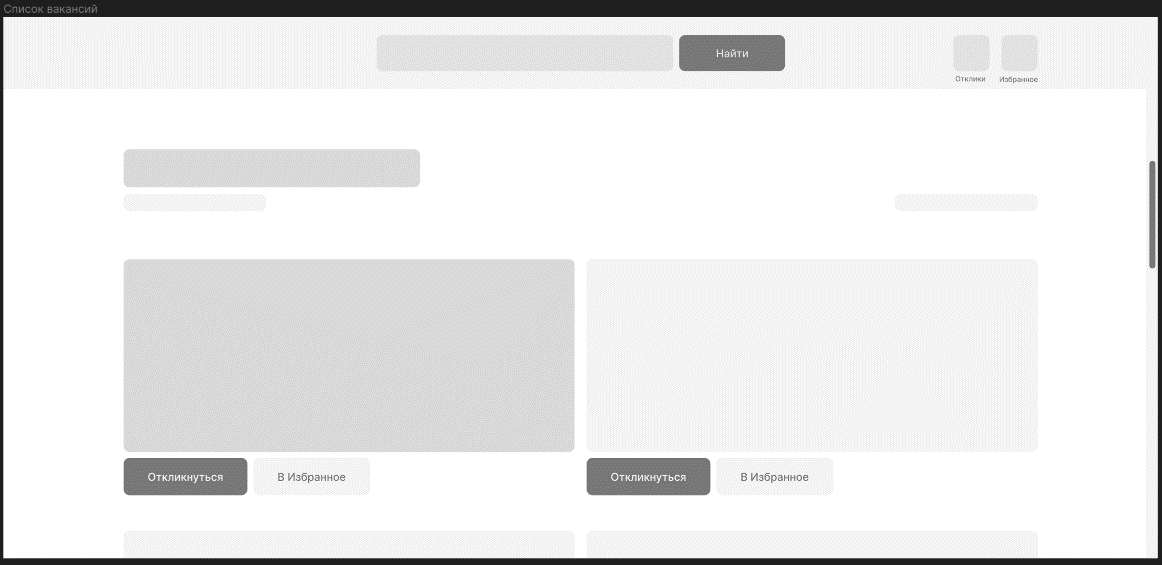 Список вакансий
Найти
Отклики
Избранное
Откликнуться
В Избранное
Откликнуться
В Избранное